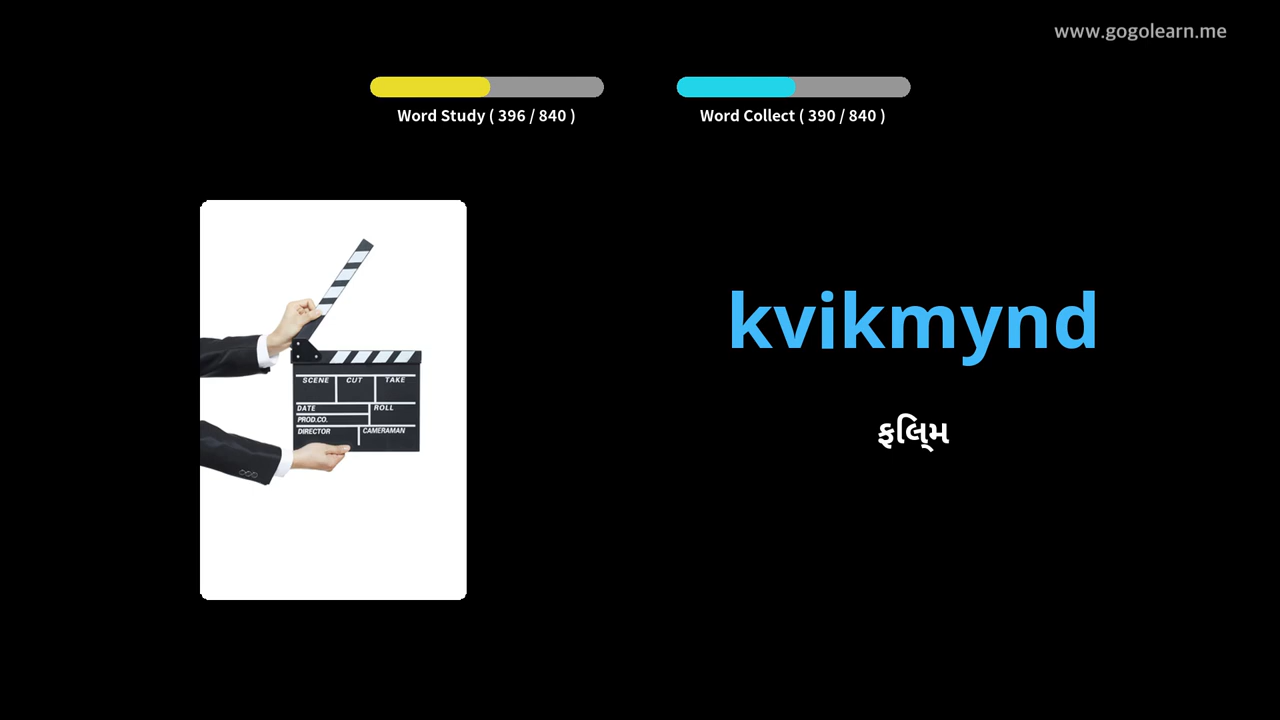 www.gogolearn.me
Word Study ( 396 / 840 )
Word Collect ( 390 / 840 )
SCENE
CUT
TAKE
DATE
ROLL
PROD.CO.
DIRECTOR
CAMERAMAN
kvikmynd
ફિલ્મ